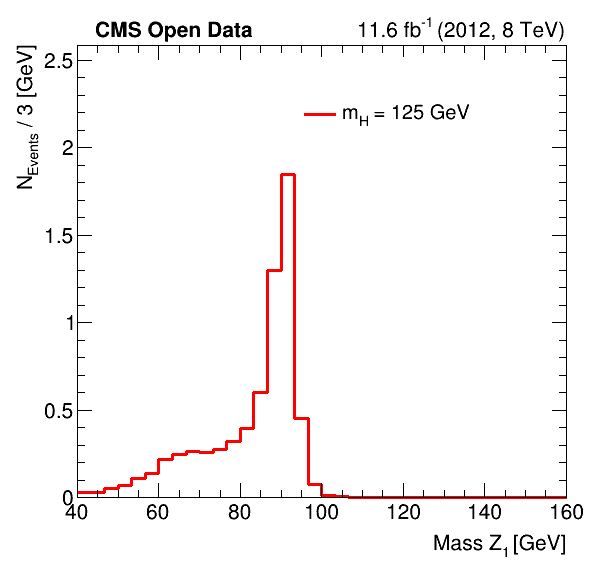 CMS Open Data 11.6 fb⁻¹ (2012, 8 TeV)
N_Events / 3 [GeV]
2.5
2
1.5
1
0.5
0
m_H = 125 GeV
40 60 80 100 120 140 160
Mass Z₁ [GeV]